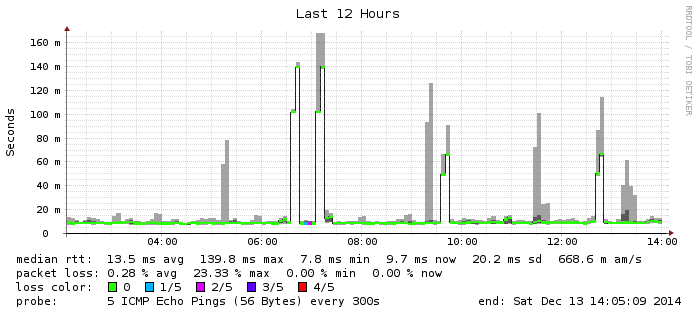 Last 12 Hours
RRDTOOL / TOBI OETIKER
Seconds
160 m
140 m
120 m
100 m
80 m
60 m
40 m
20 m
0
04:00 06:00 08:00 10:00 12:00 14:00
median rtt: 13.5 ms avg 139.8 ms max 7.8 ms min 9.7 ms now 20.2 ms sd 668.6 m am/s
packet loss: 0.28 % avg 23.33 % max 0.00 % min 0.00 % now
loss color: 0 1/5 2/5 3/5 4/5
probe: 5 ICMP Echo Pings (56 Bytes) every 300s end: Sat Dec 13 14:05:09 2014